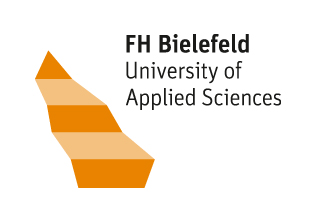 FH Bielefeld
University of
Applied Sciences